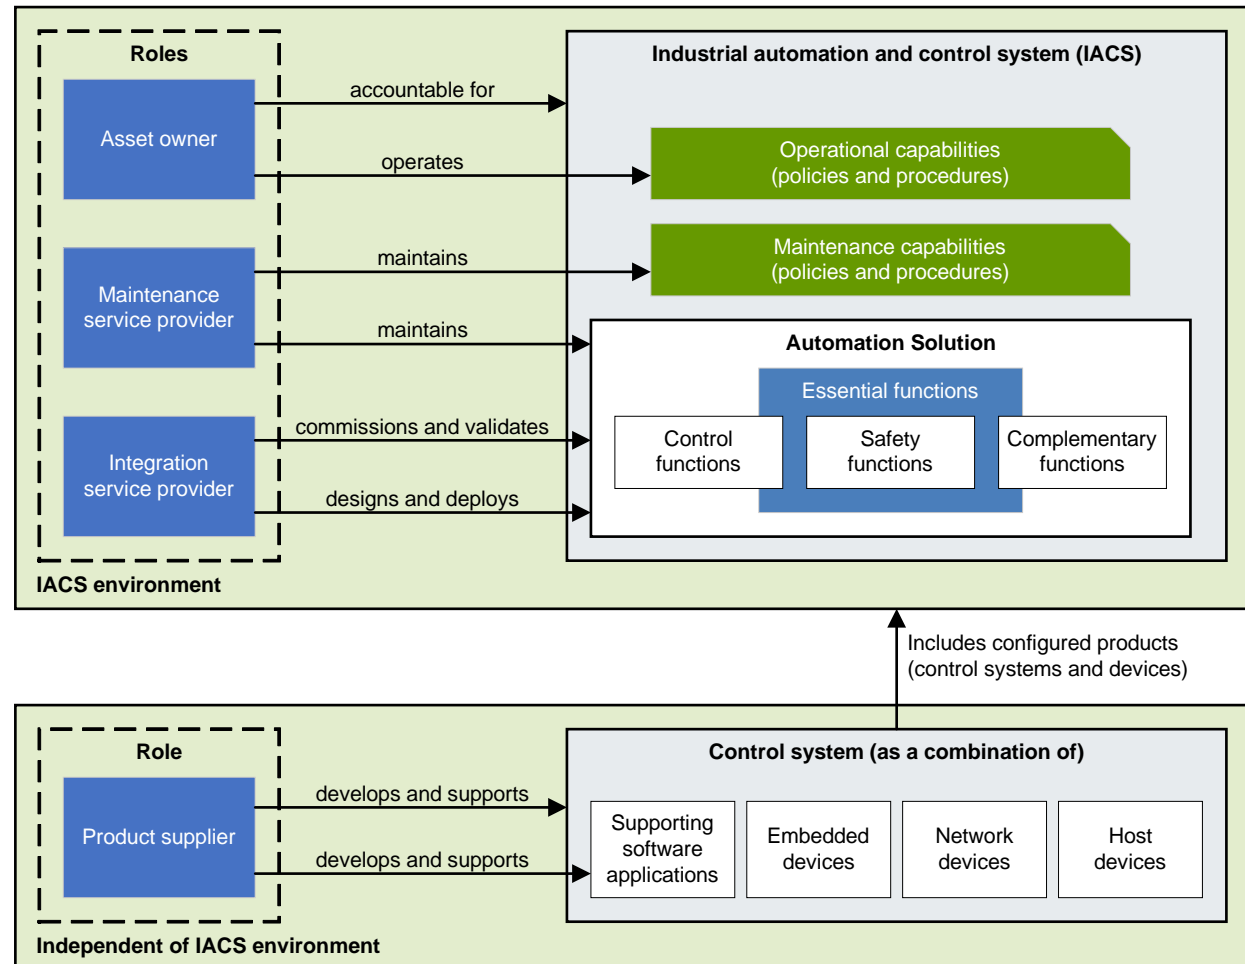 Roles
Industrial automation and control system (IACS)
Asset owner
accountable for
operates
Operational capabilities
(policies and procedures)
Maintenance
service provider
maintains
maintains
Maintenance capabilities
(policies and procedures)
Automation Solution
Essential functions
Control
functions
Safety
functions
Complementary
functions
Integration
service provider
commissions and validates
designs and deploys
IACS environment
Includes configured products
(control systems and devices)
Role
Control system (as a combination of)
Product supplier
develops and supports
develops and supports
Supporting
software
applications
Embedded
devices
Network
devices
Host
devices
Independent of IACS environment